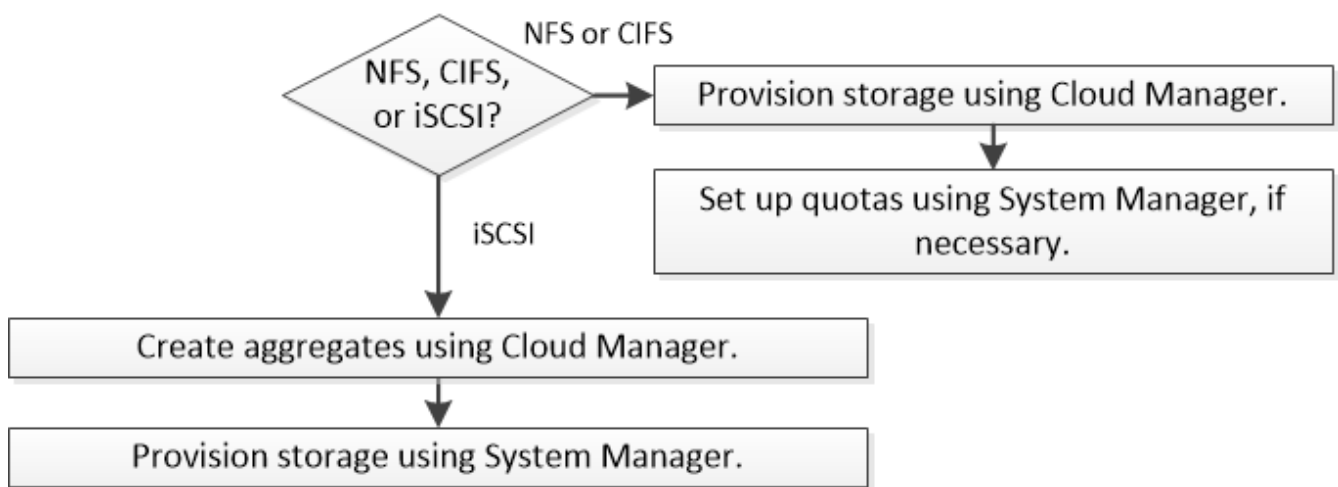 NFS or CIFS
NFS, CIFS,
or iSCSI?
Provision storage using Cloud Manager.
Set up quotas using System Manager, if
necessary.
iSCSI
Create aggregates using Cloud Manager.
Provision storage using System Manager.